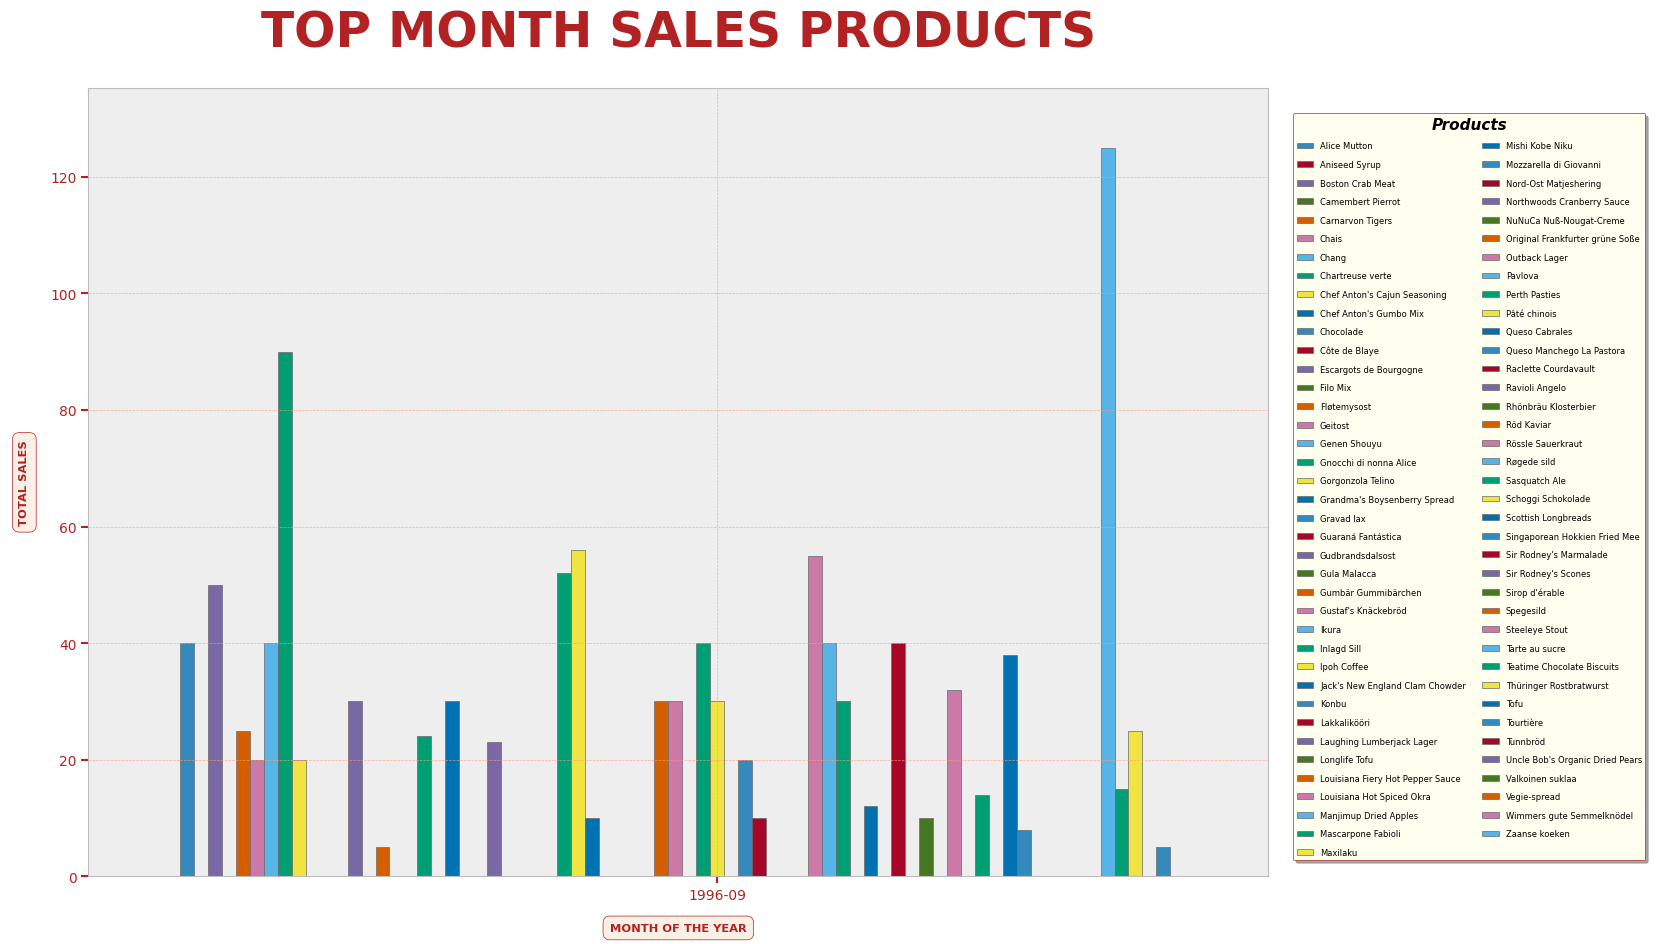 TOP MONTH SALES PRODUCTS
120
100
80
60
40
20
0
TOTAL SALES
1996-09
MONTH OF THE YEAR
Products
Alice Mutton
Aniseed Syrup
Boston Crab Meat
Camembert Pierrot
Carnarvon Tigers
Chais
Chang
Chartreuse verte
Chef Anton's Cajun Seasoning
Chef Anton's Gumbo Mix
Chocolade
Côte de Blaye
Escargots de Bourgogne
Filo Mix
Fløtemysost
Geitost
Genen Shouyu
Gnocchi di nonna Alice
Gorgonzola Telino
Grandma's Boysenberry Spread
Gravad lax
Guaraná Fantástica
Gudbrandsdalsost
Gula Malacca
Gumbär Gummibärchen
Gustaf's Knäckebröd
Ikura
Inlagd Sill
Ipoh Coffee
Jack's New England Clam Chowder
Konbu
Lakkalikööri
Laughing Lumberjack Lager
Longlife Tofu
Louisiana Fiery Hot Pepper Sauce
Louisiana Hot Spiced Okra
Manjimup Dried Apples
Mascarpone Fabioli
Maxilaku
Mishi Kobe Niku
Mozzarella di Giovanni
Nord-Ost Matjeshering
Northwoods Cranberry Sauce
NuNuCa Nuß-Nougat-Creme
Original Frankfurter grüne Soße
Outback Lager
Pavlova
Perth Pasties
Pâté chinois
Queso Cabrales
Queso Manchego La Pastora
Raclette Courdavault
Ravioli Angelo
Rhönbräu Klosterbier
Röd Kaviar
Rössle Sauerkraut
Røgede sild
Sasquatch Ale
Schoggi Schokolade
Scottish Longbreads
Singaporean Hokkien Fried Mee
Sir Rodney's Marmalade
Sir Rodney's Scones
Sirop d'érable
Spegesild
Steeleye Stout
Tarte au sucre
Teatime Chocolate Biscuits
Thüringer Rostbratwurst
Tofu
Tourtière
Tunnbröd
Uncle Bob's Organic Dried Pears
Valkoinen suklaa
Vegie-spread
Wimmers gute Semmelknödel
Zaanse koeken